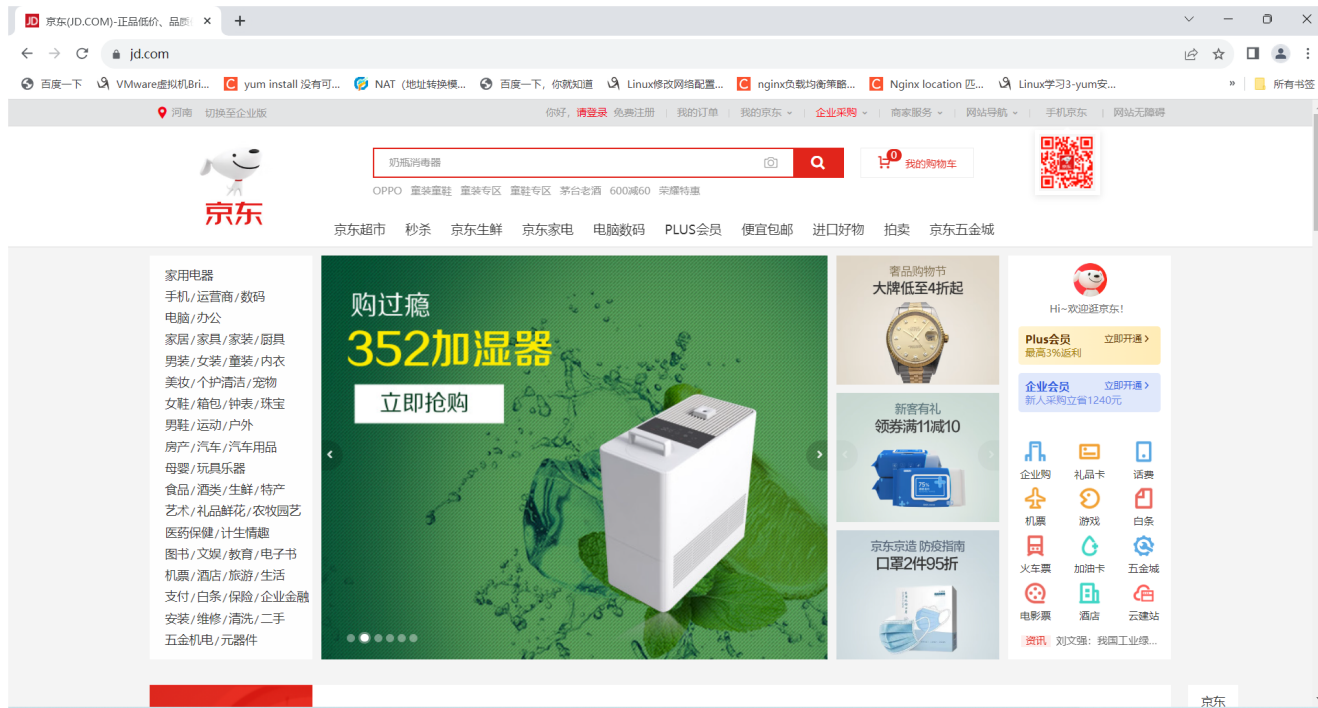 JD 京东(JD.COM)-正品低价、品质
jd.com
百度一下 VMware虚拟机Bri... yum install 没有可... NAT（地址转换模... 百度一下，你就知道 Linux修改网络配置... nginx负载均衡策略... Nginx location 匹... Linux学习3-yum安... » 所有书签
河南 切换至企业版 你好，请登录 免费注册 我的订单 我的京东 企业采购 商家服务 网站导航 手机京东 网站无障碍
奶瓶消毒器
0 我的购物车
OPPO 童装童鞋 童装专区 童鞋专区 茅台老酒 600减60 荣耀特惠
京东
京东超市 秒杀 京东生鲜 京东家电 电脑数码 PLUS会员 便宜包邮 进口好物 拍卖 京东五金城
家用电器
手机/运营商/数码
电脑/办公
家居/家具/家装/厨具
男装/女装/童装/内衣
美妆/个护清洁/宠物
女鞋/箱包/钟表/珠宝
男鞋/运动/户外
房产/汽车/汽车用品
母婴/玩具乐器
食品/酒类/生鲜/特产
艺术/礼品鲜花/农牧园艺
医药保健/计生情趣
图书/文娱/教育/电子书
机票/酒店/旅游/生活
支付/白条/保险/企业金融
安装/维修/清洗/二手
五金机电/元器件
购过瘾
352加湿器
立即抢购
奢品购物节
大牌低至4折起
新客有礼
领券满11减10
75%
京东京造 防疫指南
口罩2件95折
Hi~欢迎逛京东!
Plus会员 立即开通
最高3%返利
企业会员 立即开通
新人采购立省1240元
企业购 礼品卡 话费
机票 游戏 白条
火车票 加油卡 五金城
电影票 酒店 云建站
资讯 刘文强：我国工业绿...
京东